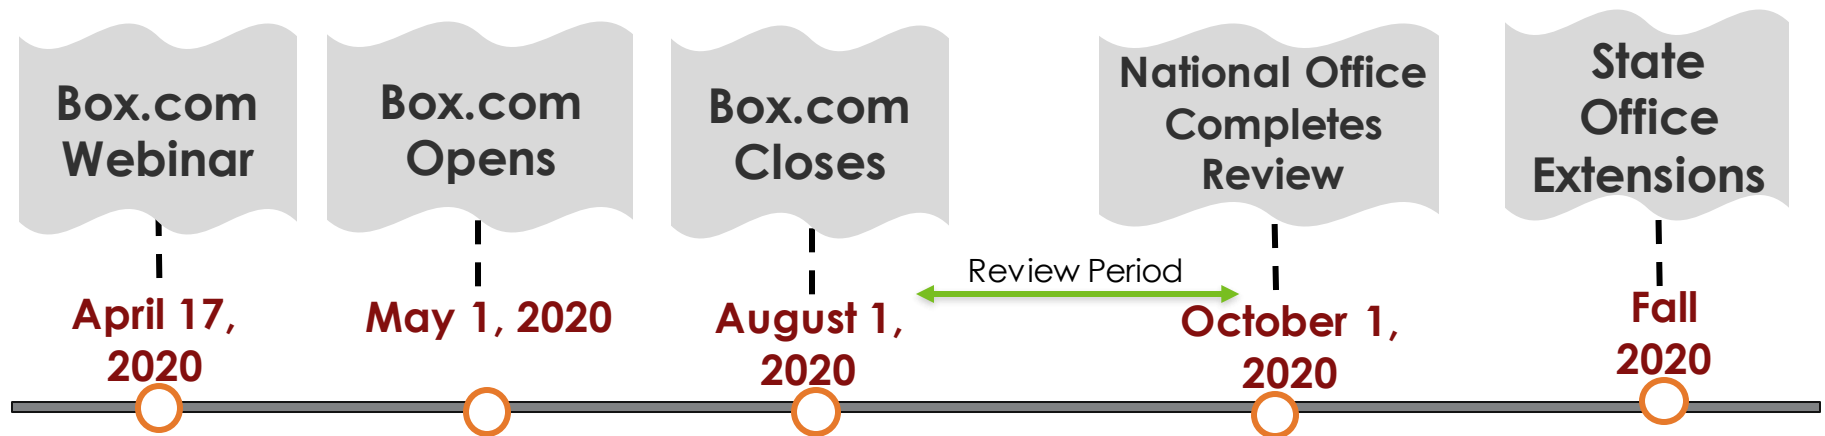 Box.com
Webinar
April 17,
2020
Box.com
Opens
May 1, 2020
Box.com
Closes
August 1,
2020
Review Period
National Office
Completes
Review
October 1,
2020
State
Office
Extensions
Fall
2020